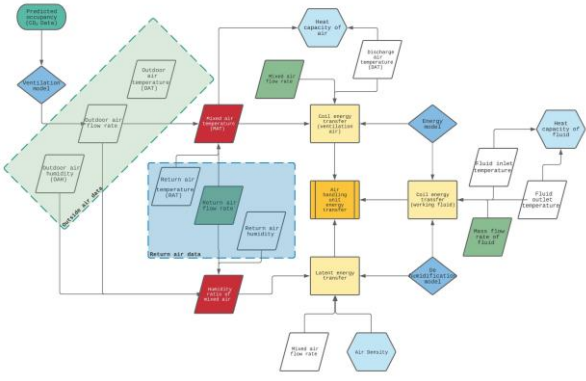 Predicted
occupancy
(CO₂ Data)
Ventilation
model
Outdoor
air
temperature
(OAT)
Outdoor air
flow rate
Outdoor air
humidity
(OAH)
Outside air data
Heat
capacity of
air
Mixed air
flow rate
Discharge air
temperature
(DAT)
Mixed air
temperature
(MAT)
Coil energy
transfer
(ventilation
air)
Energy
model
Heat
capacity of
fluid
Fluid inlet
temperature
Fluid
outlet
temperature
Return air
temperature
(RAT)
Return air
flow rate
Return air
humidity
Return air data
Air
handling
unit energy
transfer
Coil energy
transfer
(working fluid)
Mass flow
rate of
fluid
Humidity
ratio of
mixed air
Latent energy
transfer
De
humidification
model
Mixed air
flow rate
Air Density